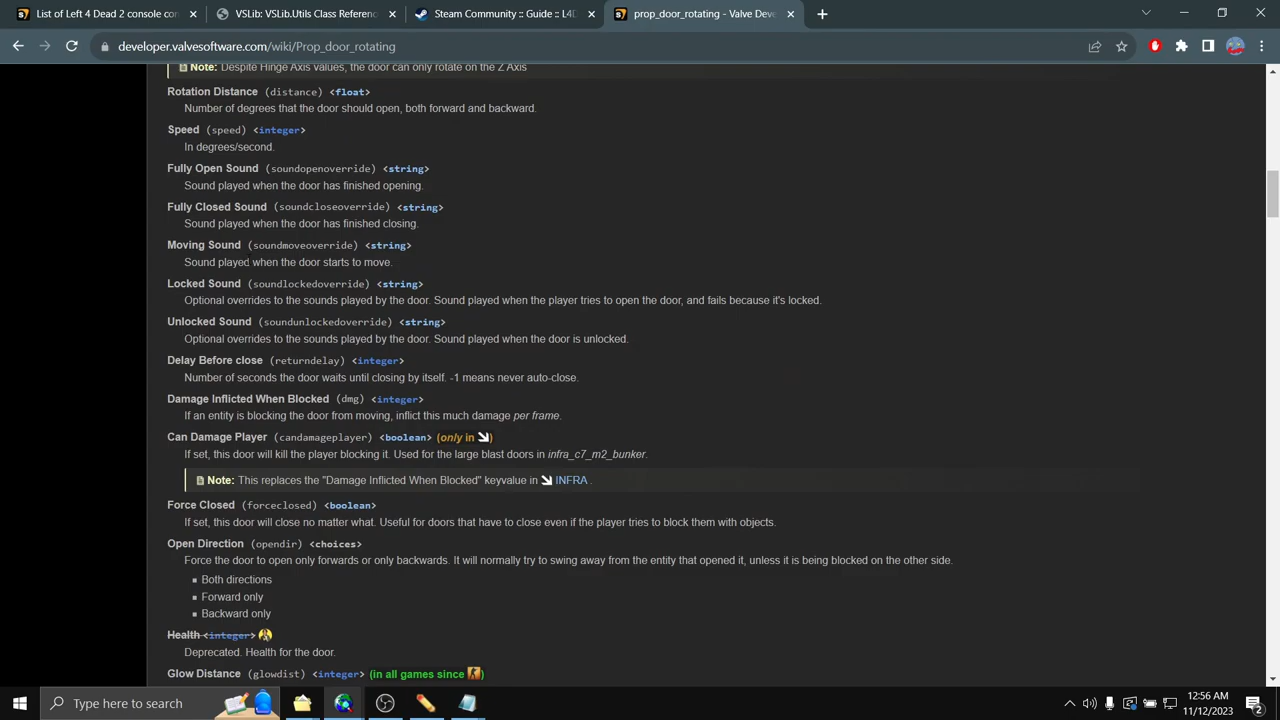 List of Left 4 Dead 2 console con
VSLib: VSLib.Utils Class Referenc
Steam Community :: Guide :: L4D
prop_door_rotating - Valve Deve
developer.valvesoftware.com/wiki/Prop_door_rotating
Note: Despite Hinge Axis values, the door can only rotate on the Z Axis
Rotation Distance (distance) <float>
Number of degrees that the door should open, both forward and backward.
Speed (speed) <integer>
In degrees/second.
Fully Open Sound (soundopenoverride) <string>
Sound played when the door has finished opening.
Fully Closed Sound (soundcloseoverride) <string>
Sound played when the door has finished closing.
Moving Sound (soundmoveoverride) <string>
Sound played when the door starts to move.
Locked Sound (soundlockedoverride) <string>
Optional overrides to the sounds played by the door. Sound played when the player tries to open the door, and fails because it's locked.
Unlocked Sound (soundunlockedoverride) <string>
Optional overrides to the sounds played by the door. Sound played when the door is unlocked.
Delay Before close (returndelay) <integer>
Number of seconds the door waits until closing by itself. -1 means never auto-close.
Damage Inflicted When Blocked (dmg) <integer>
If an entity is blocking the door from moving, inflict this much damage per frame.
Can Damage Player (candamageplayer) <boolean> (only in )
If set, this door will kill the player blocking it. Used for the large blast doors in infra_c7_m2_bunker.
Note: This replaces the "Damage Inflicted When Blocked" keyvalue in INFRA .
Force Closed (forceclosed) <boolean>
If set, this door will close no matter what. Useful for doors that have to close even if the player tries to block them with objects.
Open Direction (opendir) <choices>
Force the door to open only forwards or only backwards. It will normally try to swing away from the entity that opened it, unless it is being blocked on the other side.
Both directions
Forward only
Backward only
Health <integer>
Deprecated. Health for the door.
Glow Distance (glowdist) <integer> (in all games since )
Type here to search
12:56 AM
11/12/2023
2